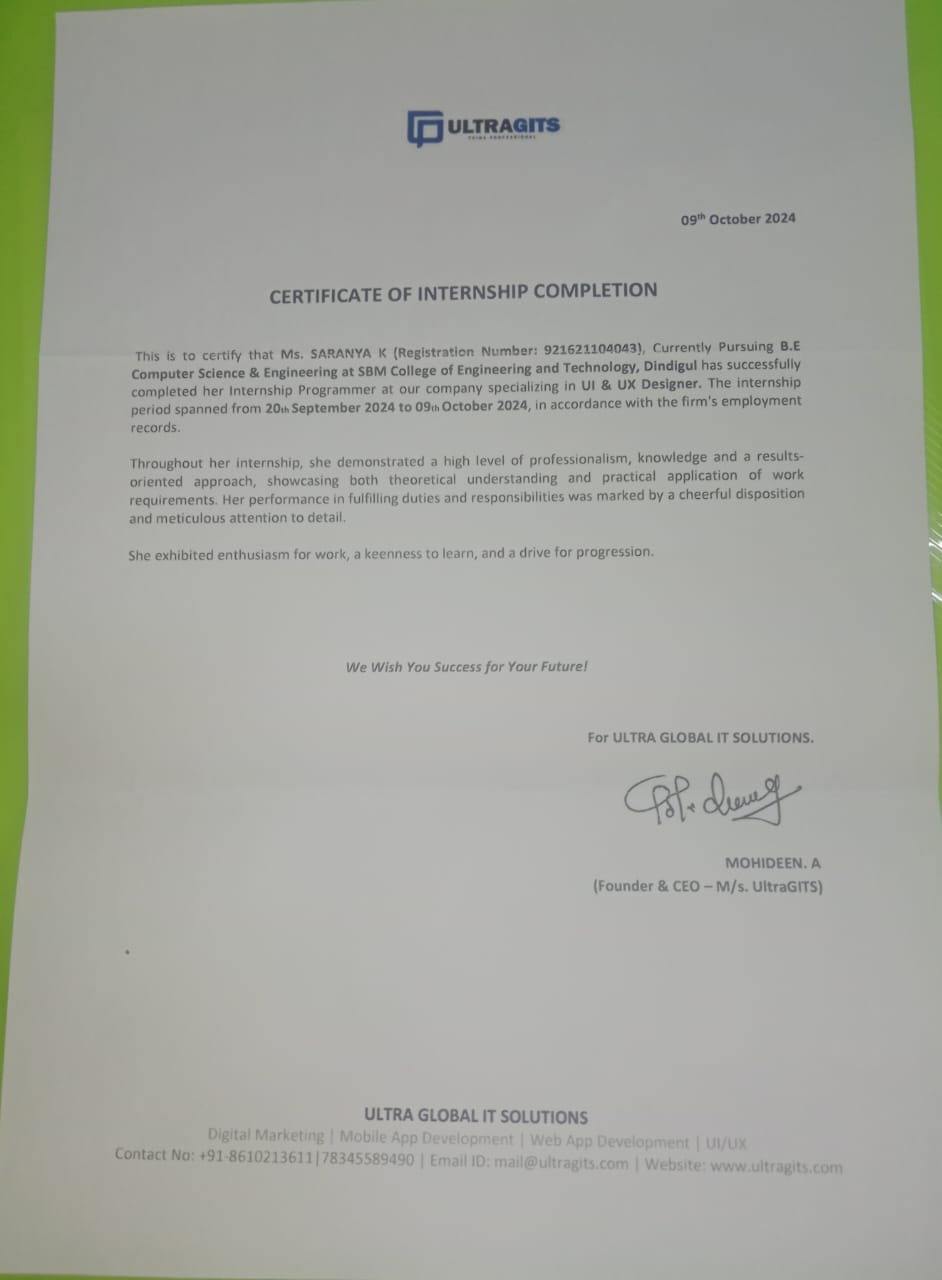 ULTRAGITS
09th October 2024
CERTIFICATE OF INTERNSHIP COMPLETION
This is to certify that Ms. SARANYA K (Registration Number: 921621104043), Currently Pursuing B.E
Computer Science & Engineering at SBM College of Engineering and Technology, Dindigul has successfully
completed her Internship Programmer at our company specializing in UI & UX Designer. The internship
period spanned from 20th September 2024 to 09th October 2024, in accordance with the firm's employment
records.
Throughout her internship, she demonstrated a high level of professionalism, knowledge and a results-
oriented approach, showcasing both theoretical understanding and practical application of work
requirements. Her performance in fulfilling duties and responsibilities was marked by a cheerful disposition
and meticulous attention to detail.
She exhibited enthusiasm for work, a keenness to learn, and a drive for progression.
We Wish You Success for Your Future!
For ULTRA GLOBAL IT SOLUTIONS.
MOHIDEEN. A
(Founder & CEO – M/s. UltraGITS)
ULTRA GLOBAL IT SOLUTIONS
Digital Marketing | Mobile App Development | Web App Development | UI/UX
Contact No: +91-8610213611|78345589490 | Email ID: mail@ultragits.com | Website: www.ultragits.com